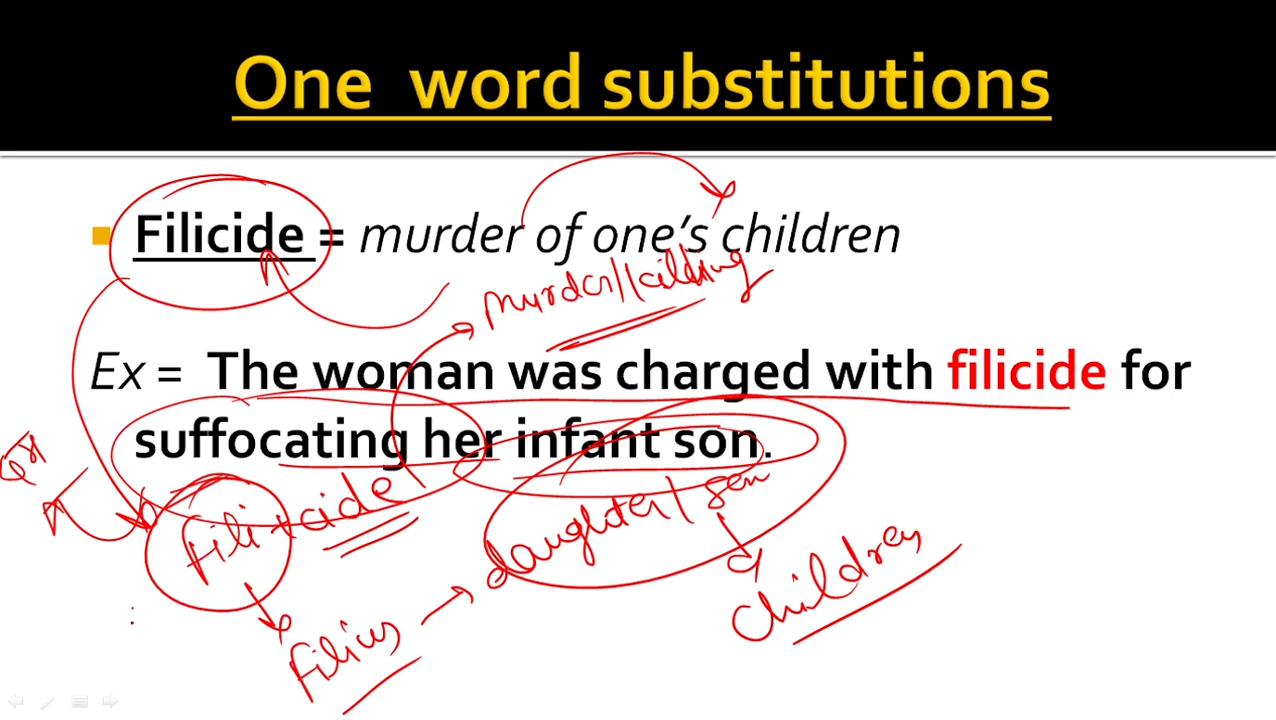 One word substitutions
Filicide = murder of one's children
murder/killing
Ex = The woman was charged with filicide for
suffocating her infant son.
fili + cide
daughter/son
filius
children